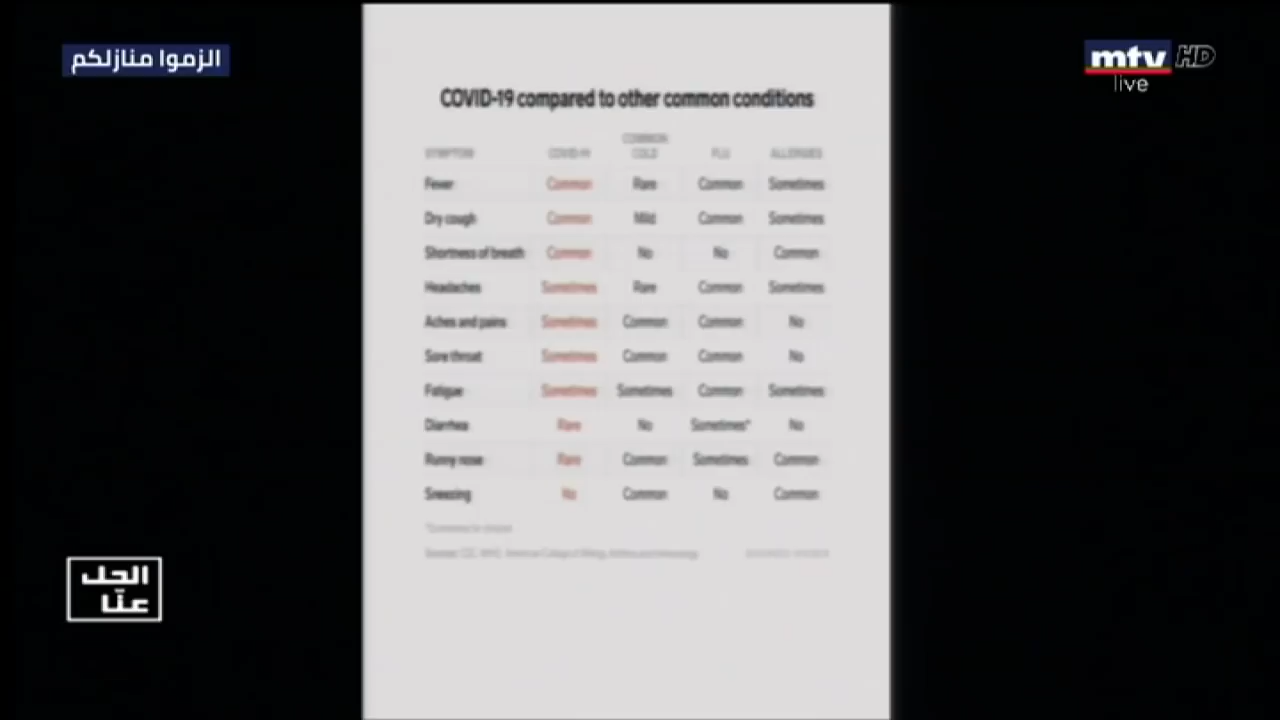 الزموا منازلكم
mtv HD
live
COVID-19 compared to other common conditions
SYMPTOM COVID-19 COMMON COLD FLU ALLERGIES
Fever Common Rare Common Sometimes
Dry cough Common Mild Common Sometimes
Shortness of breath Common No No Common
Headaches Sometimes Rare Common Sometimes
Aches and pains Sometimes Common Common No
Sore throat Sometimes Common Common No
Fatigue Sometimes Sometimes Common Sometimes
Diarrhea Rare No Sometimes* No
Runny nose Rare Common Sometimes Common
Sneezing No Common No Common
الحل
عنّا